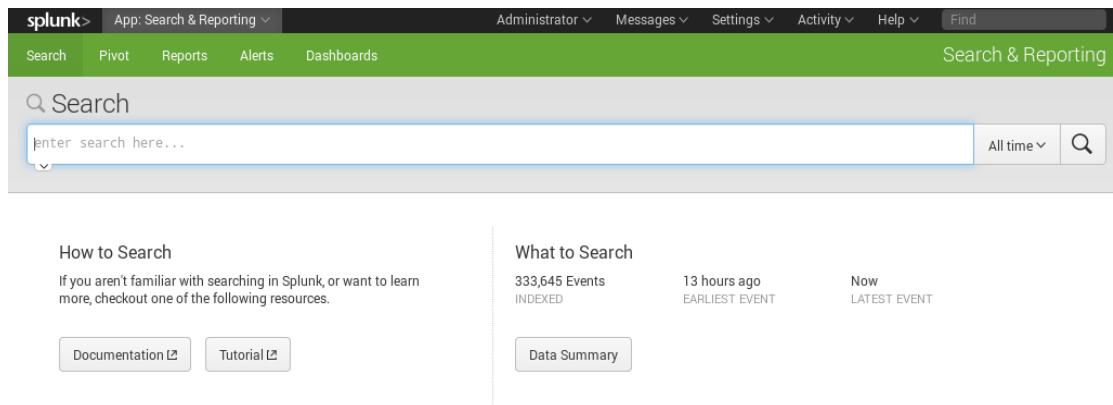 splunk> App: Search & Reporting Administrator Messages Settings Activity Help Find
Search Pivot Reports Alerts Dashboards Search & Reporting
Search
enter search here... All time
How to Search
If you aren't familiar with searching in Splunk, or want to learn
more, checkout one of the following resources.
Documentation Tutorial
What to Search
333,645 Events 13 hours ago Now
INDEXED EARLIEST EVENT LATEST EVENT
Data Summary